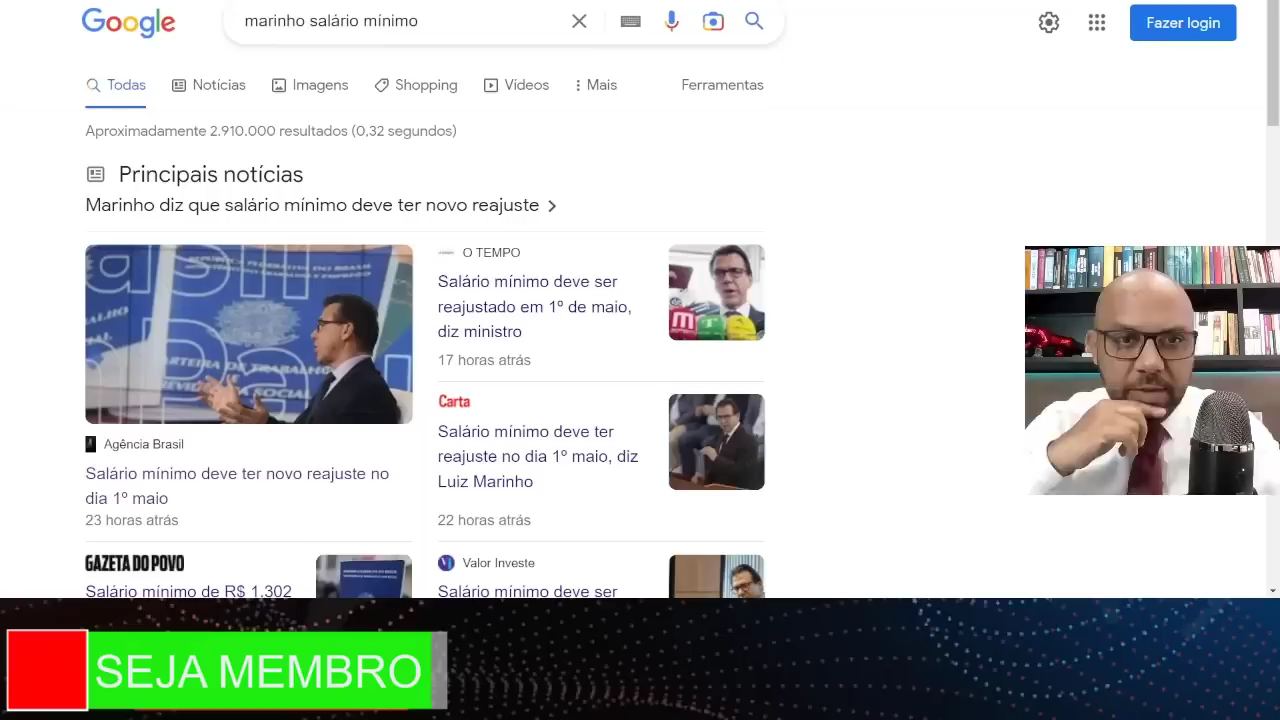 Google
marinho salário mínimo
Fazer login
Todas
Notícias
Imagens
Shopping
Vídeos
Mais
Ferramentas
Aproximadamente 2.910.000 resultados (0,32 segundos)
Principais notícias
Marinho diz que salário mínimo deve ter novo reajuste
Agência Brasil
Salário mínimo deve ter novo reajuste no
dia 1º maio
23 horas atrás
O TEMPO
Salário mínimo deve ser
reajustado em 1º de maio,
diz ministro
17 horas atrás
Carta
Salário mínimo deve ter
reajuste no dia 1º maio, diz
Luiz Marinho
22 horas atrás
GAZETA DO POVO
Salário mínimo de R$ 1.302
Valor Investe
Salário mínimo deve ser
SEJA MEMBRO